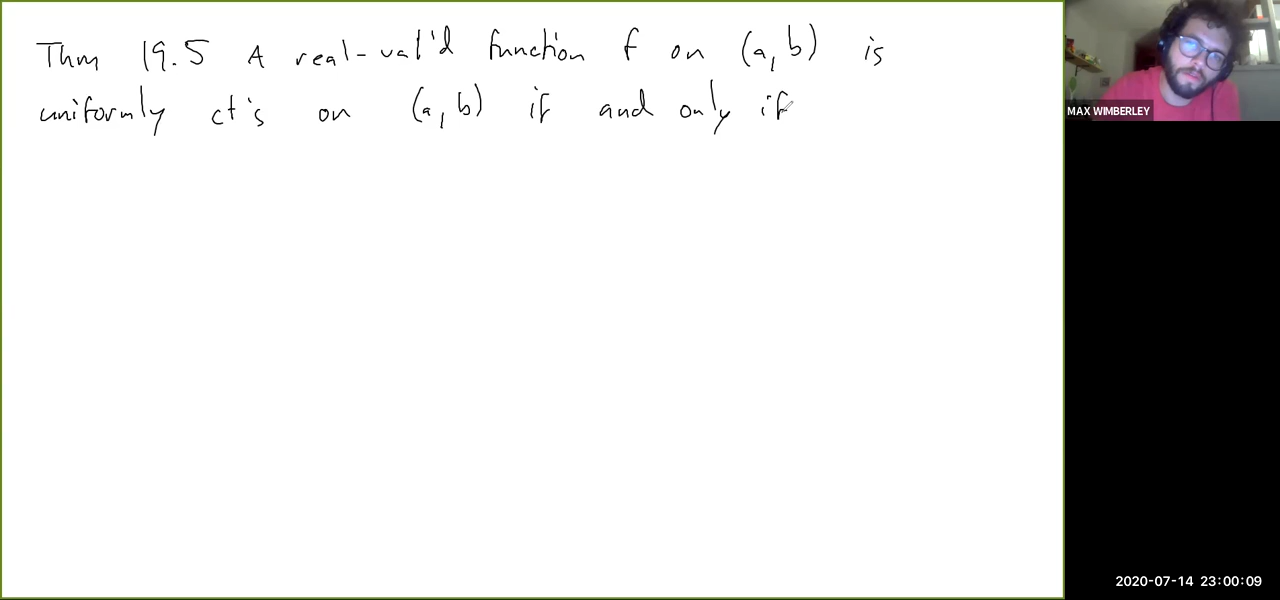 Thm 19.5 A real-val'd function f on (a, b) is
uniformly ct's on (a, b) if and only if
MAX WIMBERLEY
2020-07-14 23:00:09